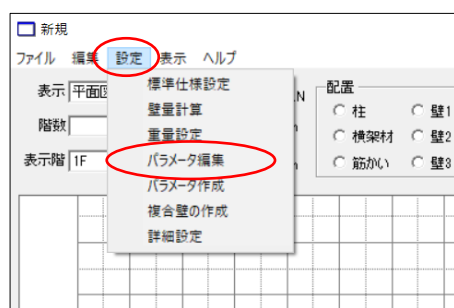 新規
ファイル 編集 設定 表示 ヘルプ
表示 平面図
階数
表示階 1F
標準仕様設定
壁量計算
重量設定
パラメータ編集
パラメータ作成
複合壁の作成
詳細設定
N
配置
柱 壁1
横架材 壁2
筋かい 壁3